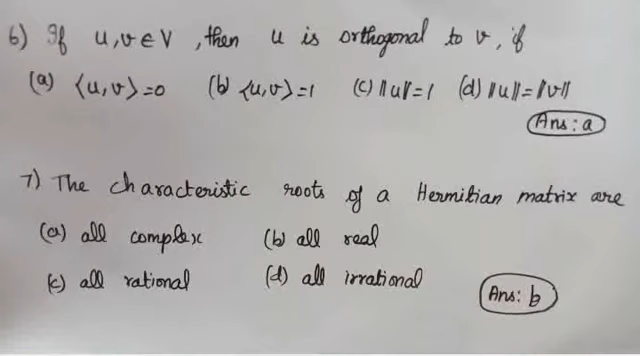 6) If u,v∈V, then u is orthogonal to v, if
(a) <u,v>=0 (b) <u,v>=1 (c) ||u||=1 (d) ||u||=||v||
Ans: a
7) The characteristic roots of a Hermitian matrix are
(a) all complex (b) all real
(c) all rational (d) all irrational
Ans: b